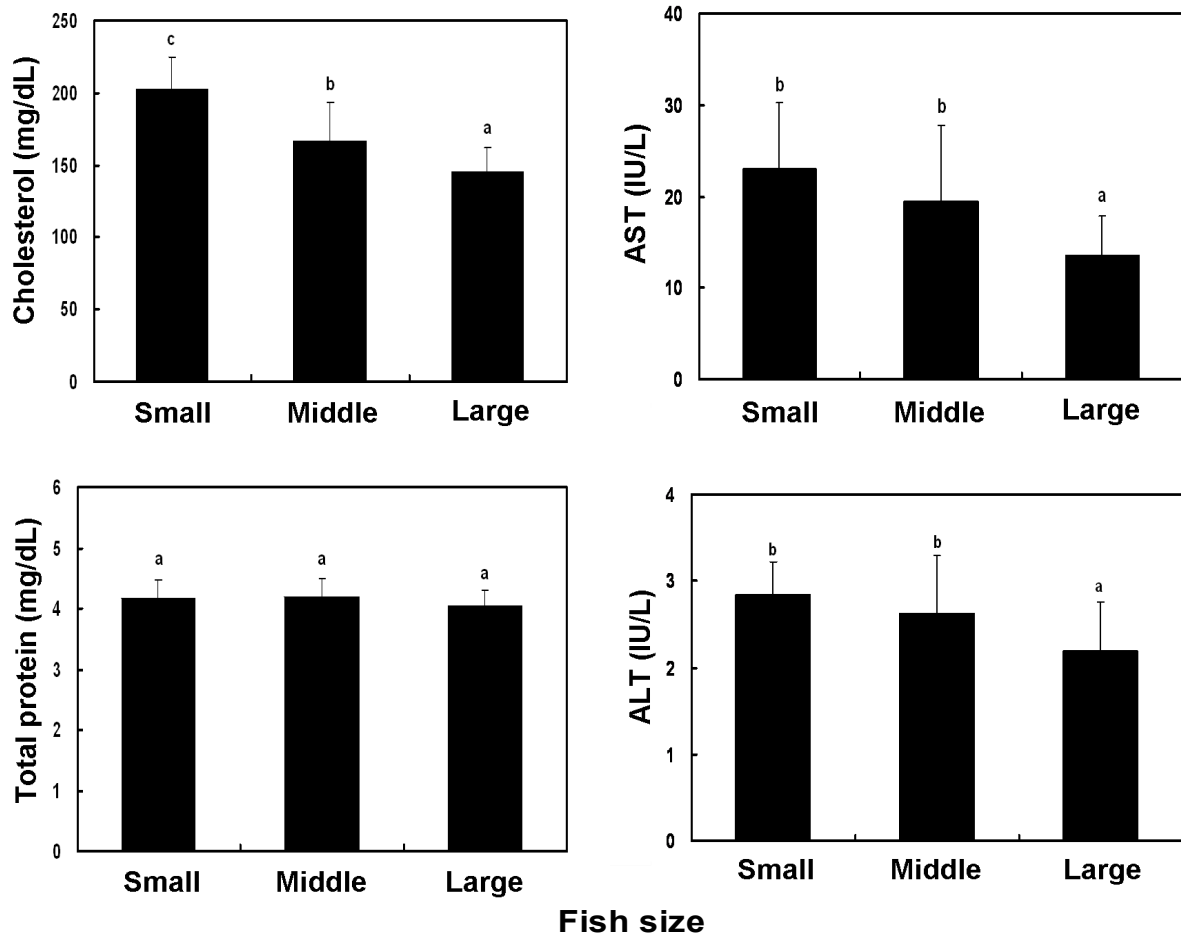 Cholesterol (mg/dL)
250
200
150
100
50
0
c
b
a
Small Middle Large
AST (IU/L)
40
30
20
10
0
b
b
a
Small Middle Large
Total protein (mg/dL)
6
5
4
3
2
1
0
a
a
a
Small Middle Large
ALT (IU/L)
4
3
2
1
0
b
b
a
Small Middle Large
Fish size